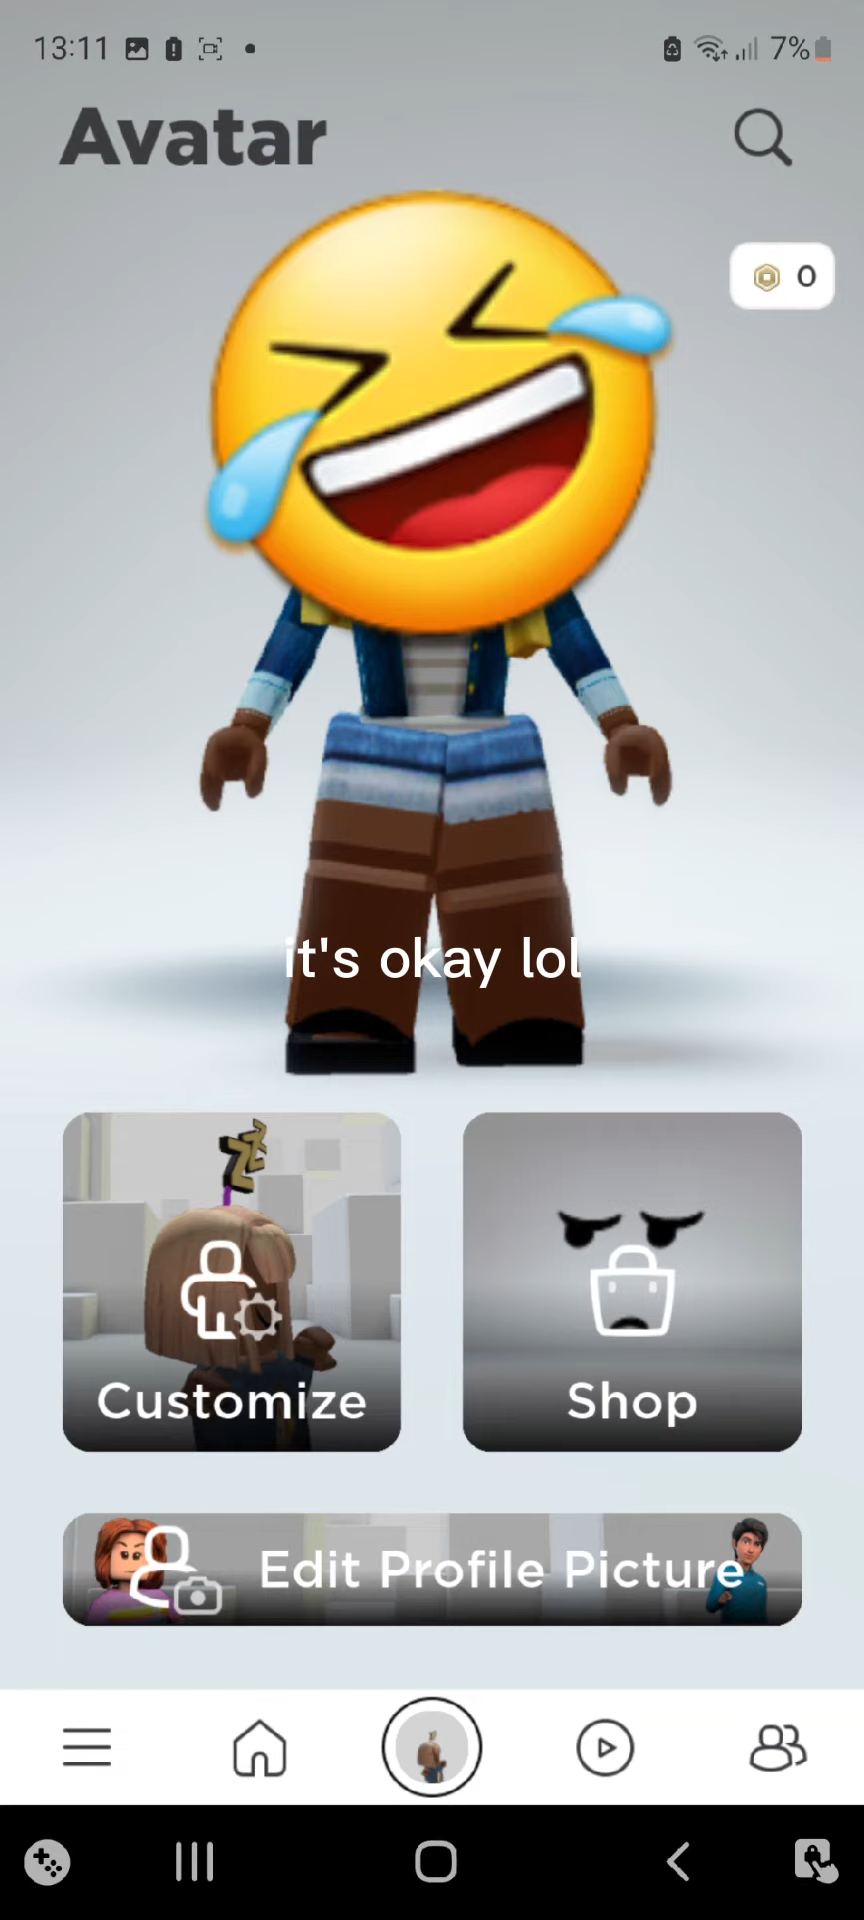 13:11
7%
Avatar
0
it's okay lol
Customize
Shop
Edit Profile Picture